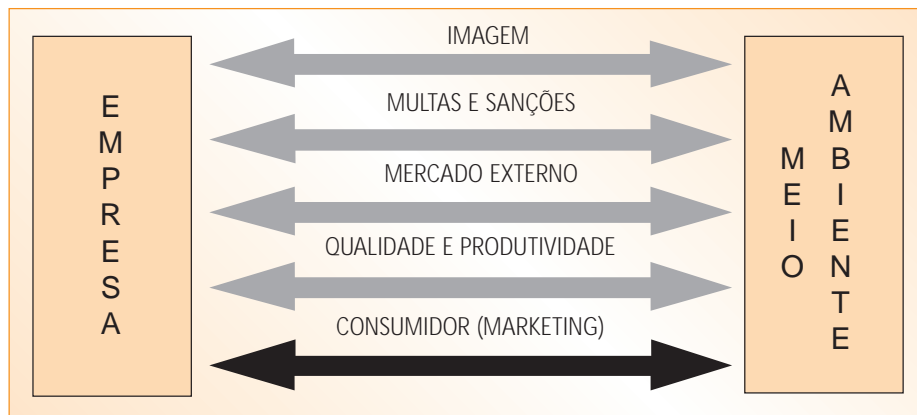 EMPRESA
IMAGEM
MULTAS E SANÇÕES
MERCADO EXTERNO
QUALIDADE E PRODUTIVIDADE
CONSUMIDOR (MARKETING)
MEIO
AMBIENTE